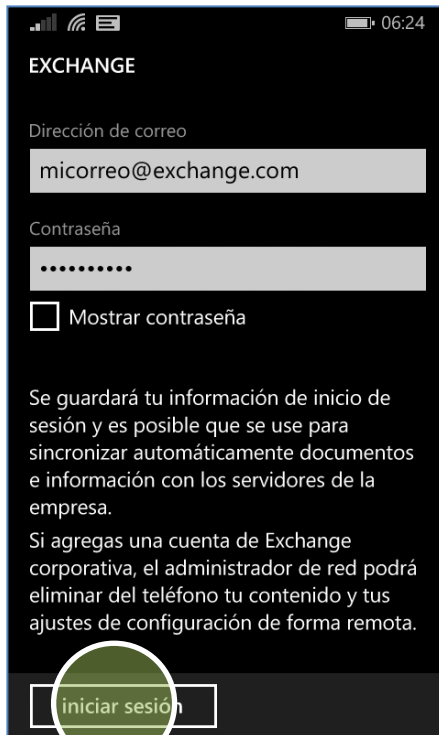 06:24
EXCHANGE
Dirección de correo
micorreo@exchange.com
Contraseña
••••••••••
Mostrar contraseña
Se guardará tu información de inicio de
sesión y es posible que se use para
sincronizar automáticamente documentos
e información con los servidores de la
empresa.
Si agregas una cuenta de Exchange
corporativa, el administrador de red podrá
eliminar del teléfono tu contenido y tus
ajustes de configuración de forma remota.
iniciar sesión